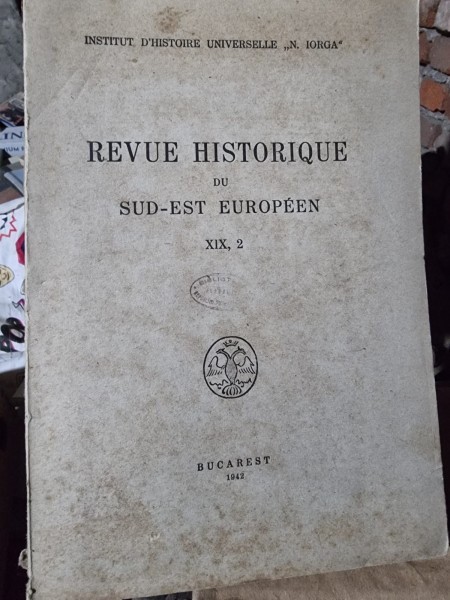 INSTITUT D'HISTOIRE UNIVERSELLE „N. IORGA"
REVUE HISTORIQUE
DU
SUD-EST EUROPÉEN
XIX, 2
BUCAREST
1942